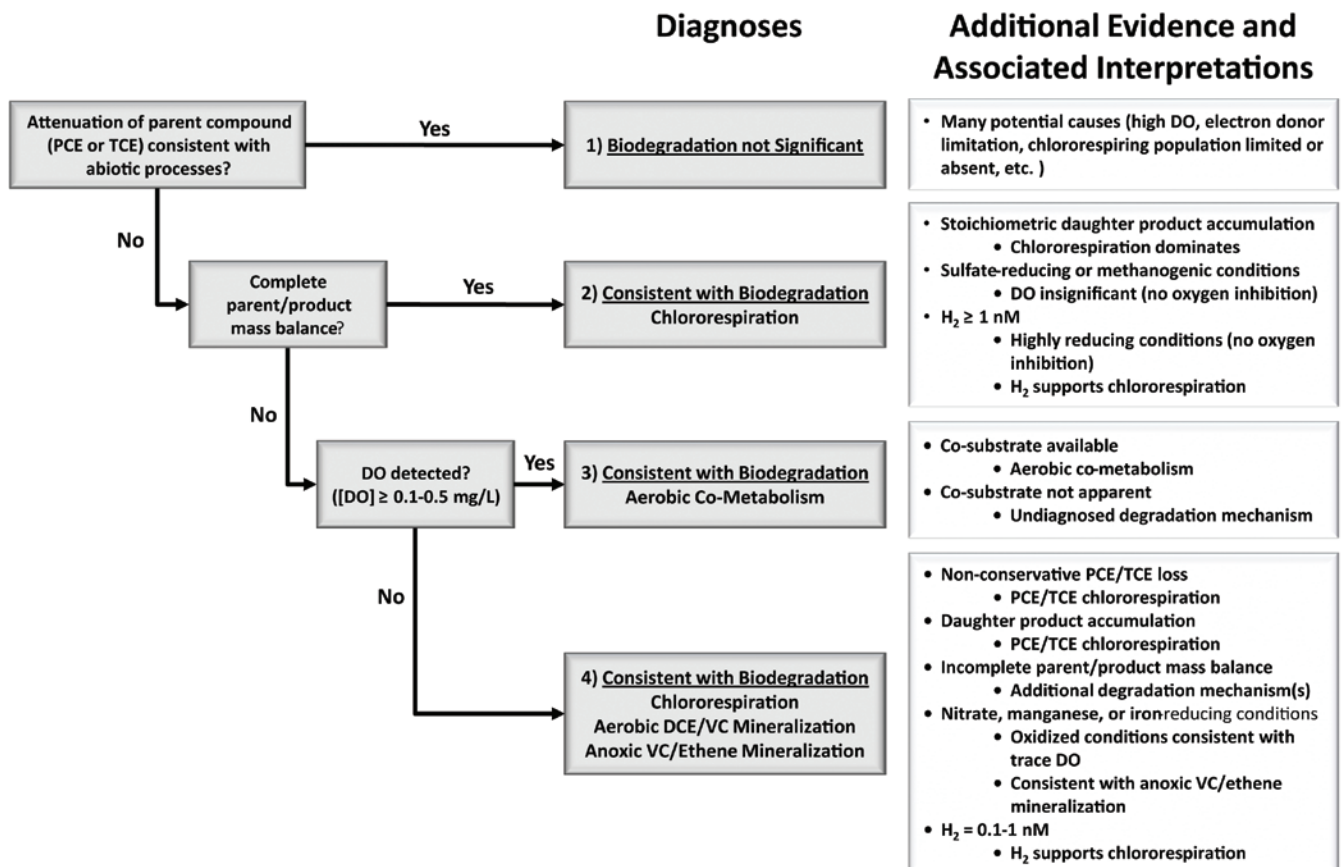 Diagnoses
Additional Evidence and
Associated Interpretations
Attenuation of parent compound
(PCE or TCE) consistent with
abiotic processes?
Yes
1) Biodegradation not Significant
• Many potential causes (high DO, electron donor
limitation, chlororespiring population limited or
absent, etc. )
No
Complete
parent/product
mass balance?
Yes
2) Consistent with Biodegradation
Chlororespiration
• Stoichiometric daughter product accumulation
• Chlororespiration dominates
• Sulfate-reducing or methanogenic conditions
• DO insignificant (no oxygen inhibition)
• H₂ ≥ 1 nM
• Highly reducing conditions (no oxygen
inhibition)
• H₂ supports chlororespiration
No
DO detected?
([DO] ≥ 0.1-0.5 mg/L)
Yes
3) Consistent with Biodegradation
Aerobic Co-Metabolism
• Co-substrate available
• Aerobic co-metabolism
• Co-substrate not apparent
• Undiagnosed degradation mechanism
No
4) Consistent with Biodegradation
Chlororespiration
Aerobic DCE/VC Mineralization
Anoxic VC/Ethene Mineralization
• Non-conservative PCE/TCE loss
• PCE/TCE chlororespiration
• Daughter product accumulation
• PCE/TCE chlororespiration
• Incomplete parent/product mass balance
• Additional degradation mechanism(s)
• Nitrate, manganese, or iron-reducing conditions
• Oxidized conditions consistent with
trace DO
• Consistent with anoxic VC/ethene
mineralization
• H₂ = 0.1-1 nM
• H₂ supports chlororespiration